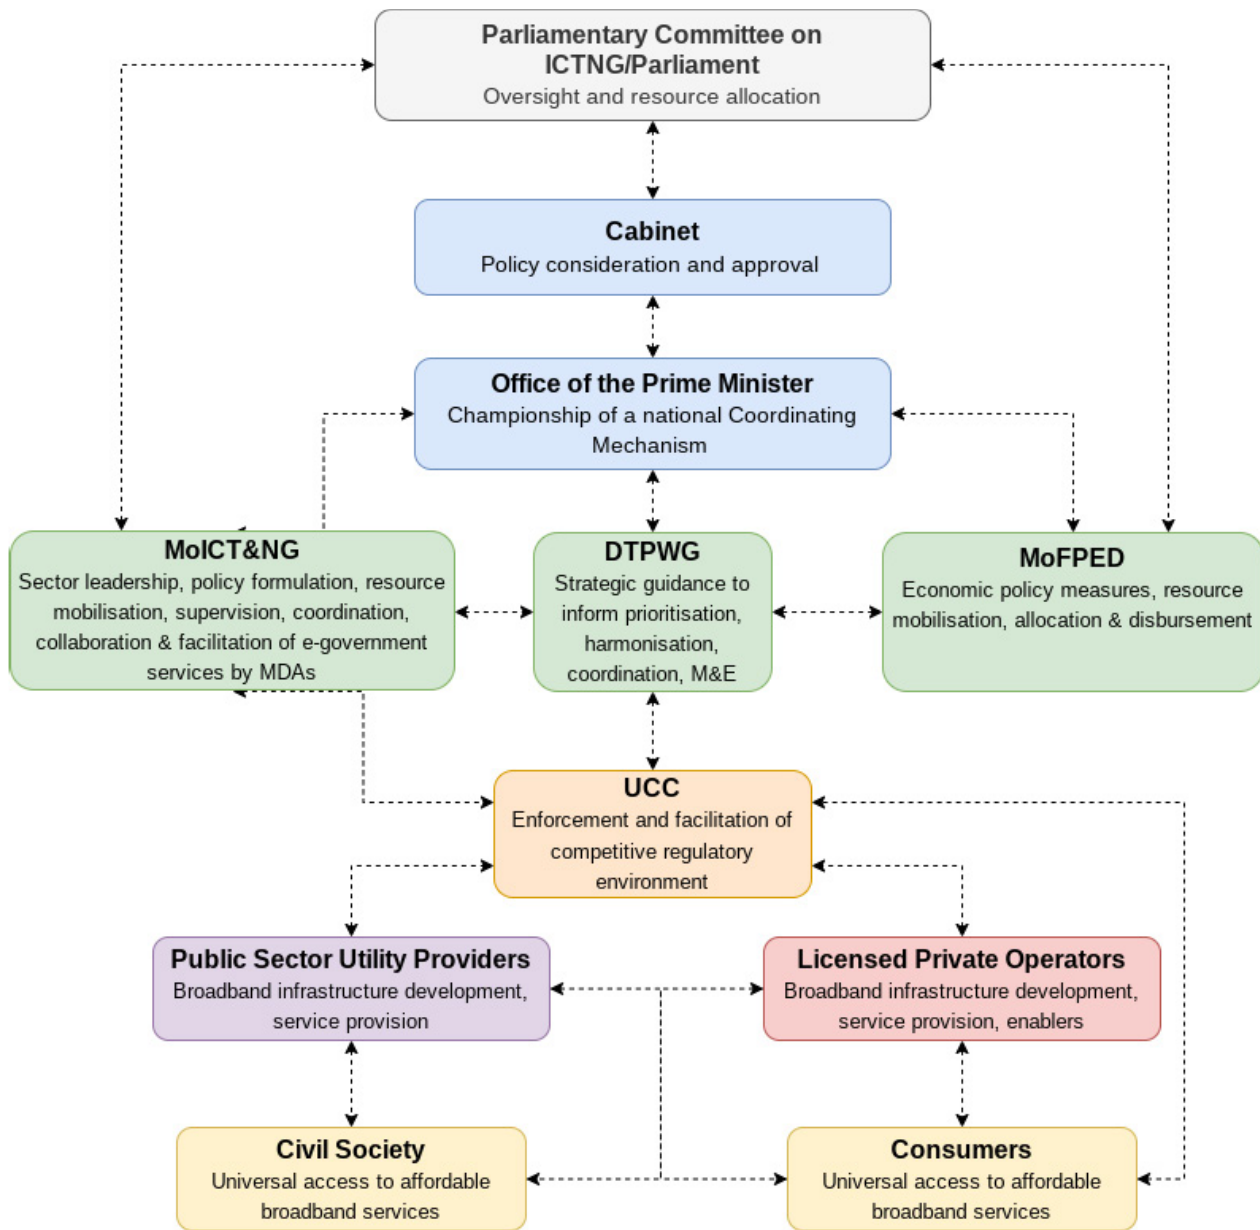 Parliamentary Committee on
ICTNG/Parliament
Oversight and resource allocation
Cabinet
Policy consideration and approval
Office of the Prime Minister
Championship of a national Coordinating
Mechanism
MoICT&NG
Sector leadership, policy formulation, resource
mobilisation, supervision, coordination,
collaboration & facilitation of e-government
services by MDAs
DTPWG
Strategic guidance to
inform prioritisation,
harmonisation,
coordination, M&E
MoFPED
Economic policy measures, resource
mobilisation, allocation & disbursement
UCC
Enforcement and facilitation of
competitive regulatory
environment
Public Sector Utility Providers
Broadband infrastructure development,
service provision
Licensed Private Operators
Broadband infrastructure development,
service provision, enablers
Civil Society
Universal access to affordable
broadband services
Consumers
Universal access to affordable
broadband services